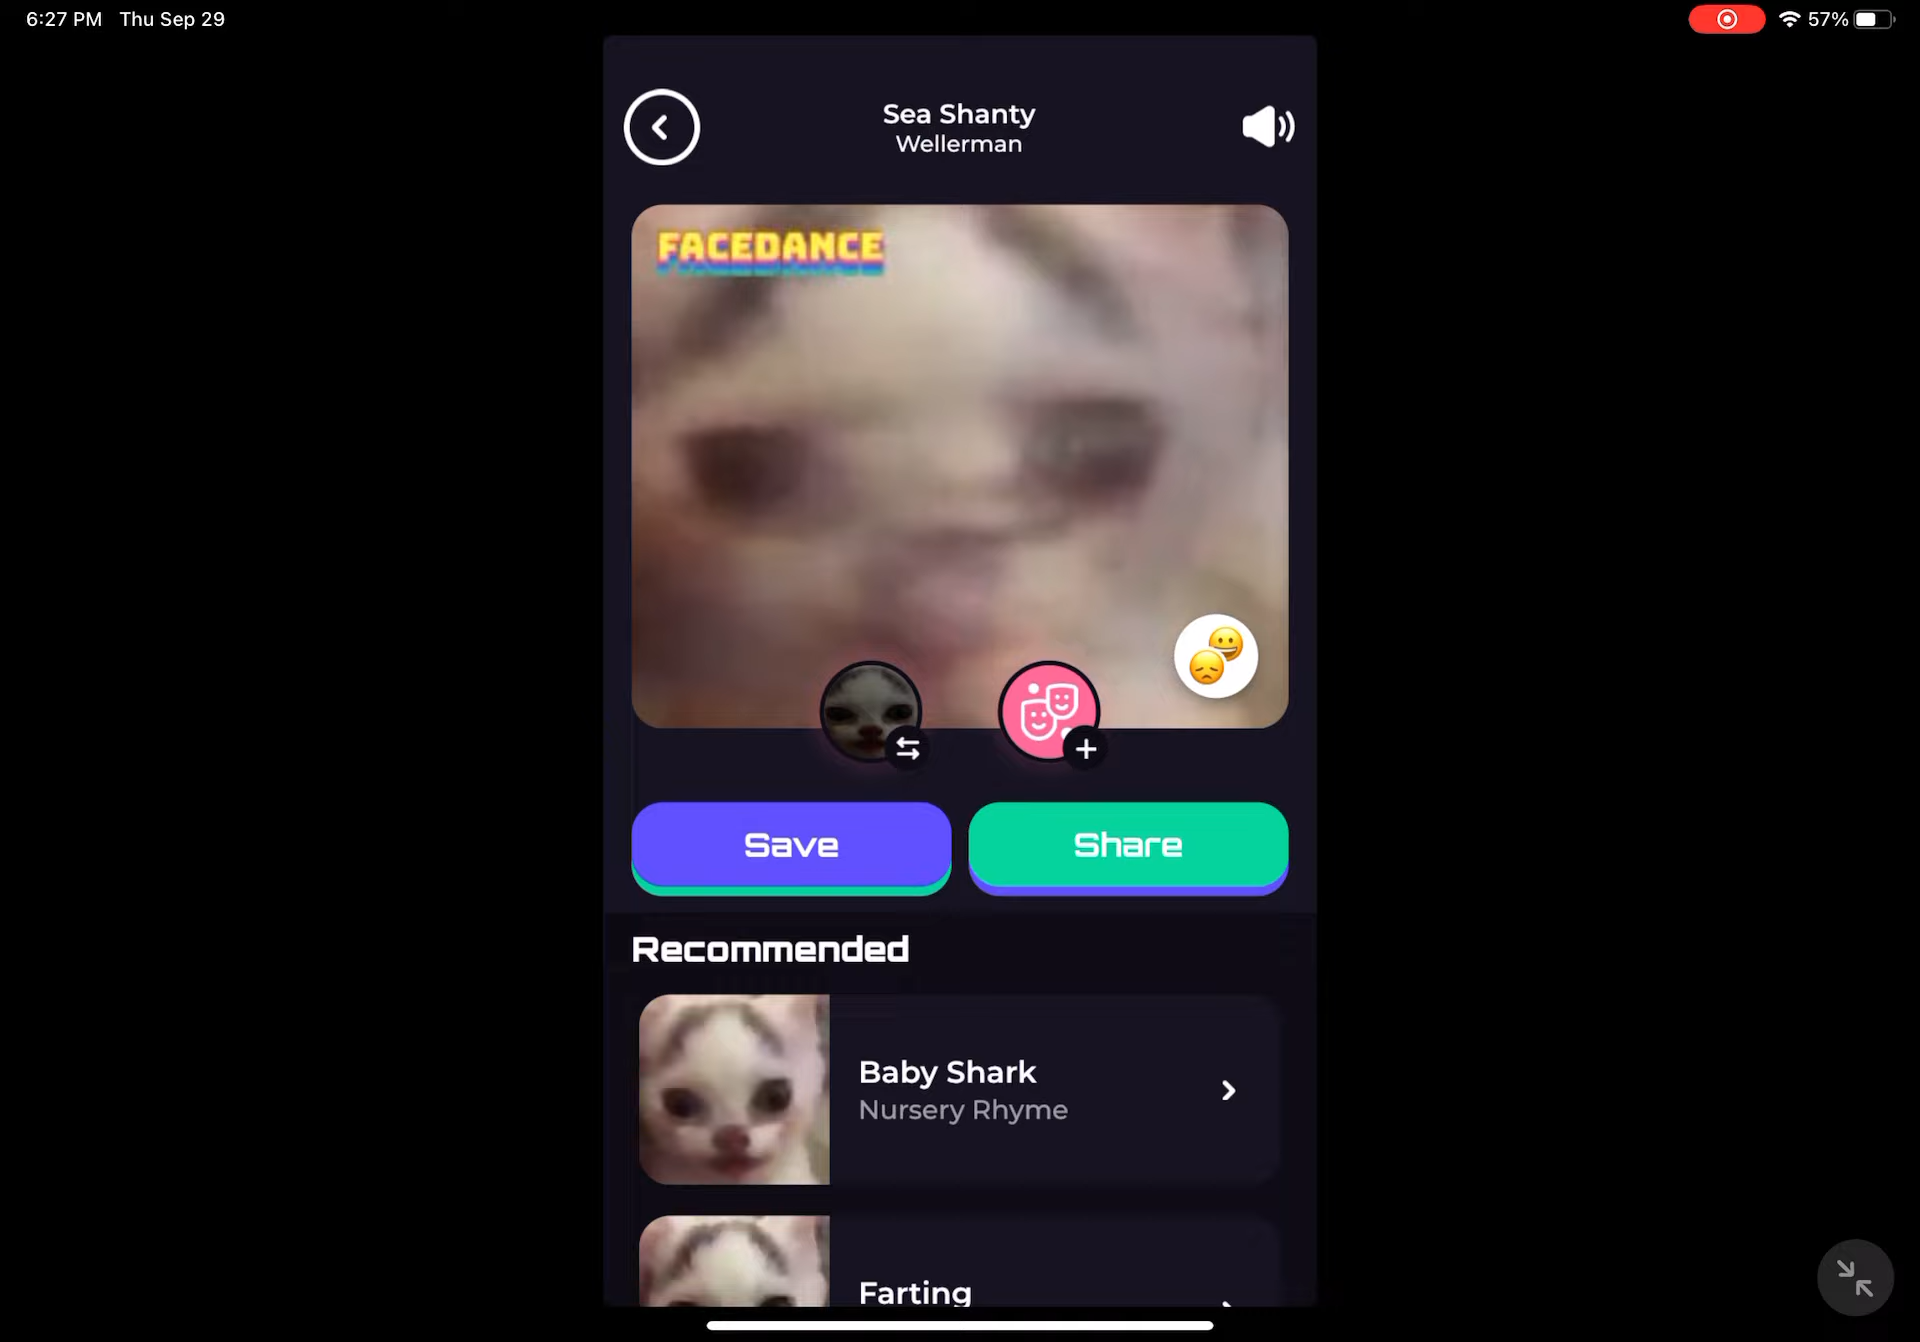 6:27 PM Thu Sep 29
57%
Sea Shanty
Wellerman
FACEDANCE
Save
Share
Recommended
Baby Shark
Nursery Rhyme
Farting